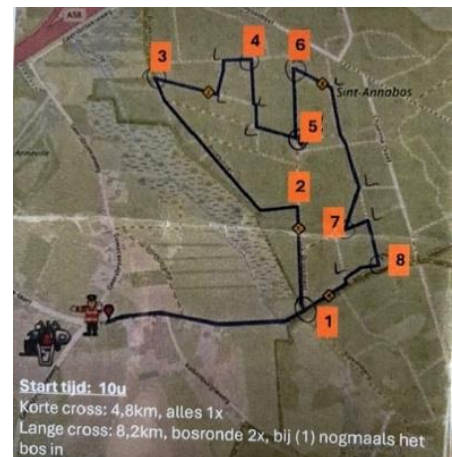 A58
3
4
6
Sint-Annabos
5
Annaville
2
7
8
1
Start tijd: 10u
Korte cross: 4,8km, alles 1x
Lange cross: 8,2km, bosronde 2x, bij (1) nogmaals het
bos in